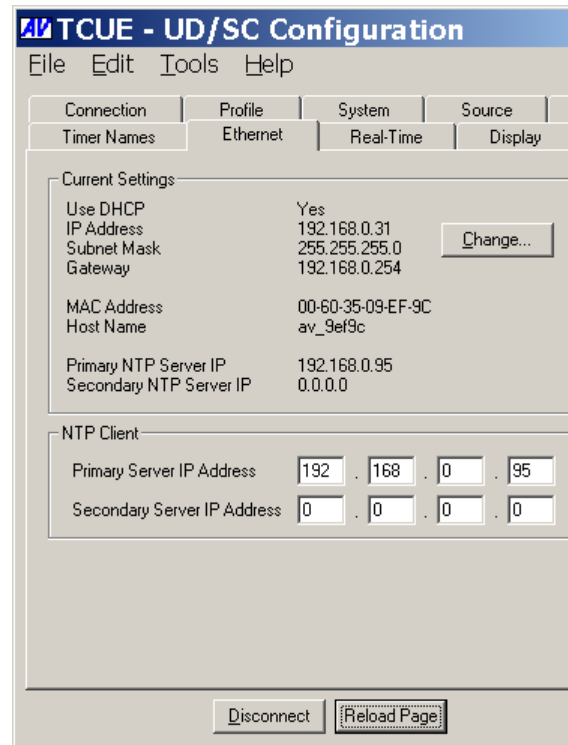 AV TCUE - UD/SC Configuration
File Edit Tools Help
Connection Profile System Source
Timer Names Ethernet Real-Time Display
Current Settings
Use DHCP Yes
IP Address 192.168.0.31
Subnet Mask 255.255.255.0
Gateway 192.168.0.254
Change...
MAC Address 00-60-35-09-EF-9C
Host Name av_9ef9c
Primary NTP Server IP 192.168.0.95
Secondary NTP Server IP 0.0.0.0
NTP Client
Primary Server IP Address 192 . 168 . 0 . 95
Secondary Server IP Address 0 . 0 . 0 . 0
Disconnect Reload Page